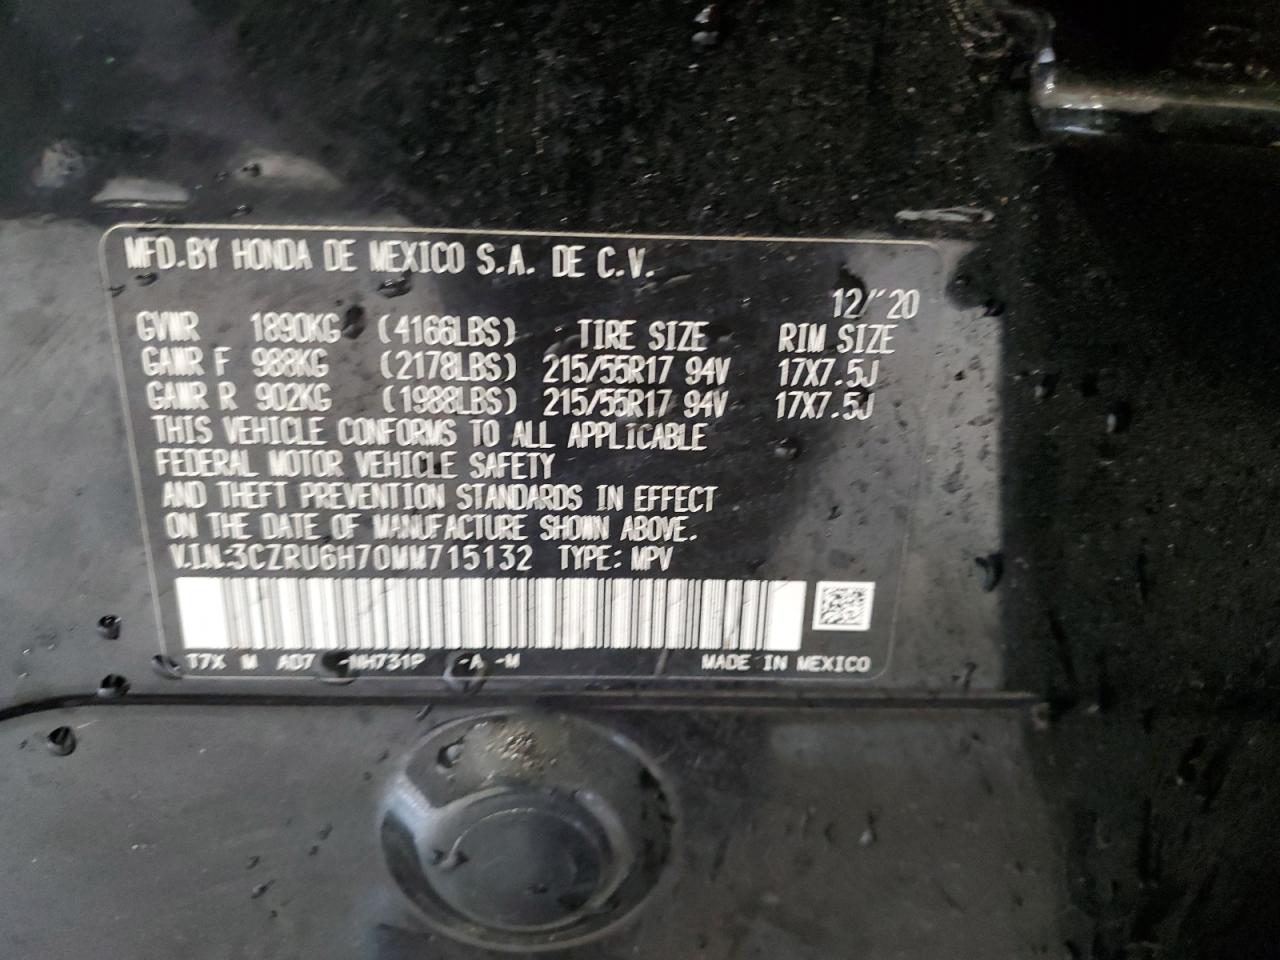 MFD.BY HONDA DE MEXICO S.A. DE C.V.
12/'20
GVWR 1890KG (4166LBS) TIRE SIZE RIM SIZE
GAWR F 988KG (2178LBS) 215/55R17 94V 17X7.5J
GAWR R 902KG (1988LBS) 215/55R17 94V 17X7.5J
THIS VEHICLE CONFORMS TO ALL APPLICABLE
FEDERAL MOTOR VEHICLE SAFETY
AND THEFT PREVENTION STANDARDS IN EFFECT
ON THE DATE OF MANUFACTURE SHOWN ABOVE.
V.I.N:3CZRU6H70MM715132 TYPE: MPV
T7X M A07 -NH731P -A -M MADE IN MEXICO